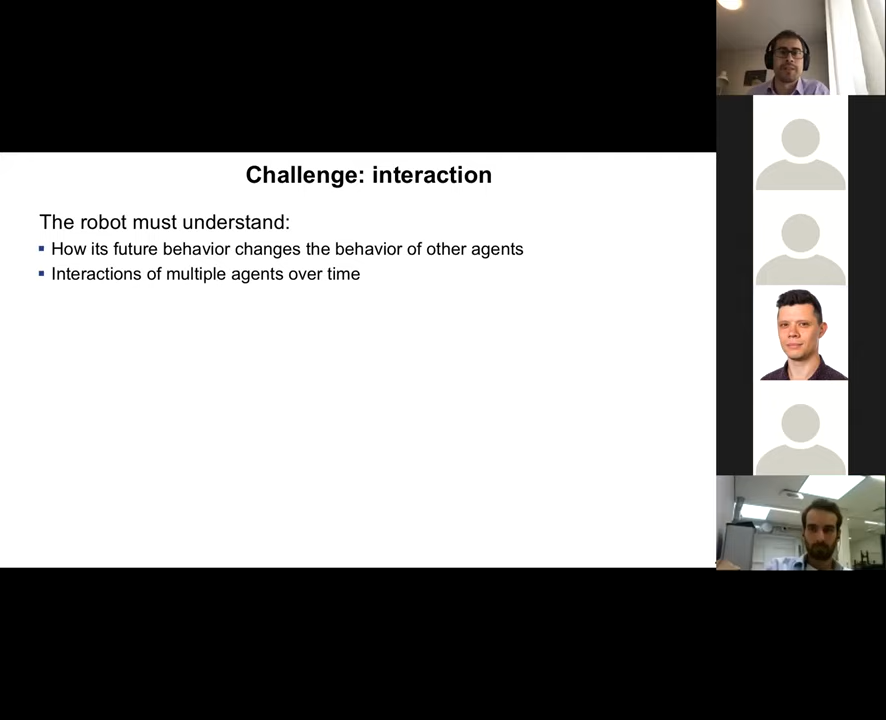 Challenge: interaction
The robot must understand:
How its future behavior changes the behavior of other agents
Interactions of multiple agents over time